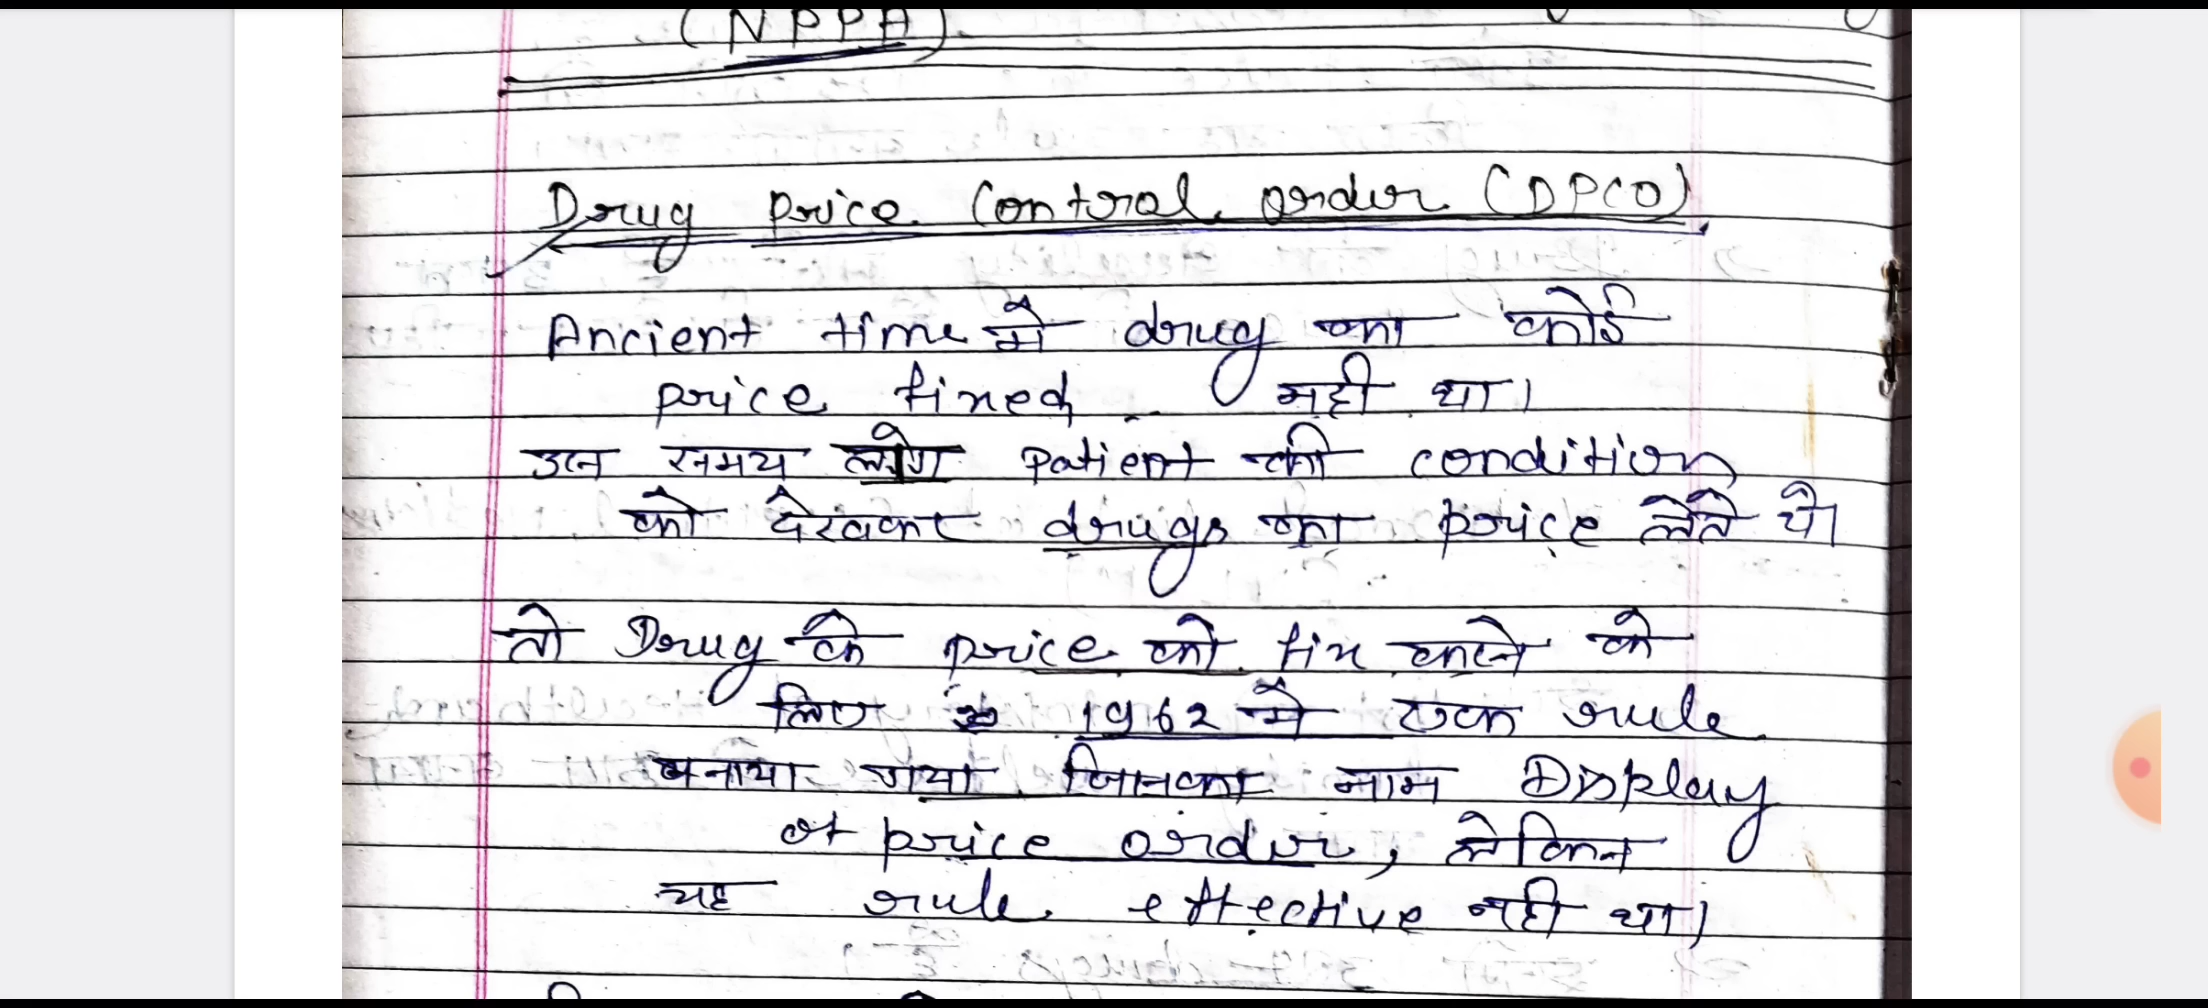 (NPPA).
Drug price Control order (DPCO)
Ancient time में drug का कोई
price fixed नही था।
उस समय लोग patient की condition
को देखकर drugs का price लेते थे।
तो Drug के price को fix करने के
लिए 1962 में एक rule
बनाया गया जिसका नाम Display
of price order, लेकिन
यह rule effective नही था।